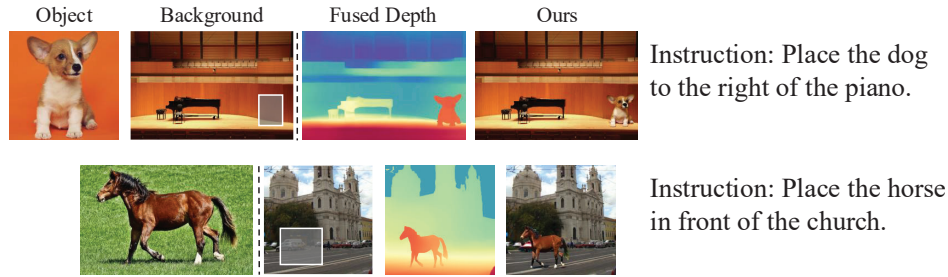 Object
Background
Fused Depth
Ours
Instruction: Place the dog
to the right of the piano.
Instruction: Place the horse
in front of the church.